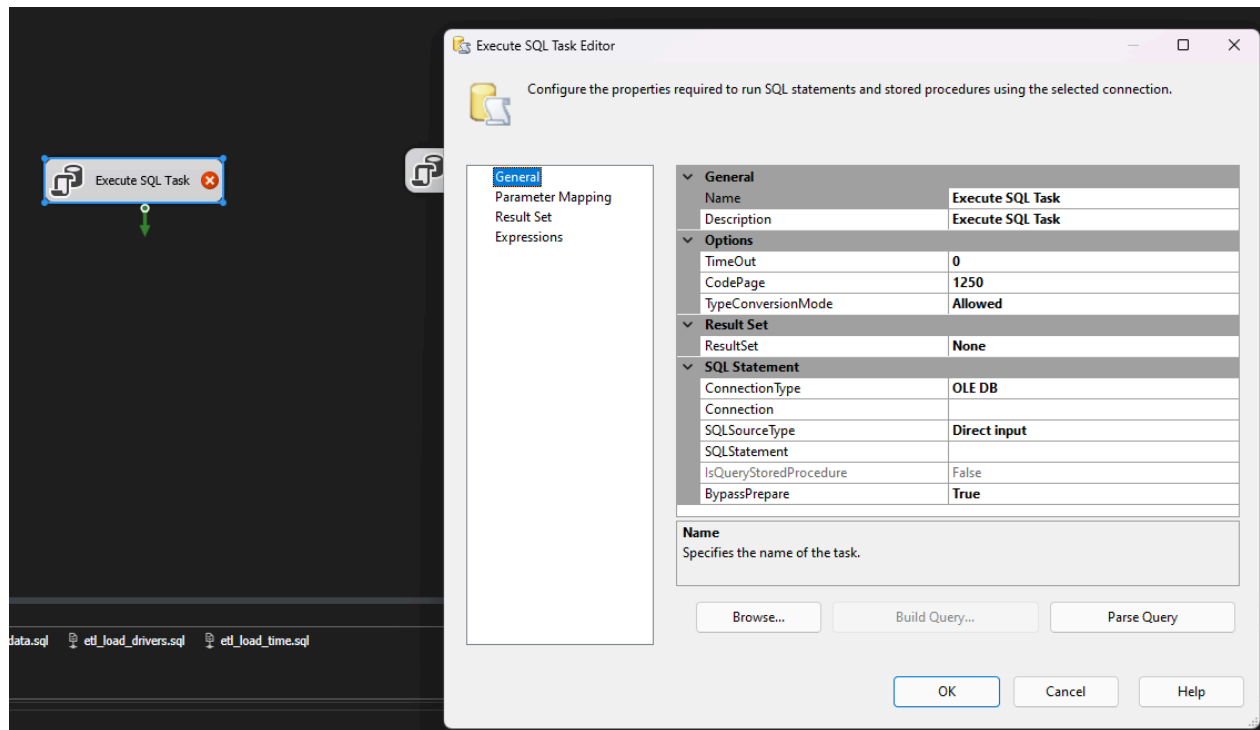 Execute SQL Task Editor
Configure the properties required to run SQL statements and stored procedures using the selected connection.
Execute SQL Task
General
Parameter Mapping
Result Set
Expressions
General
Name Execute SQL Task
Description Execute SQL Task
Options
TimeOut 0
CodePage 1250
TypeConversionMode Allowed
Result Set
ResultSet None
SQL Statement
ConnectionType OLE DB
Connection
SQLSourceType Direct input
SQLStatement
IsQueryStoredProcedure False
BypassPrepare True
Name
Specifies the name of the task.
Browse... Build Query... Parse Query
data.sql etl_load_drivers.sql etl_load_time.sql
OK Cancel Help